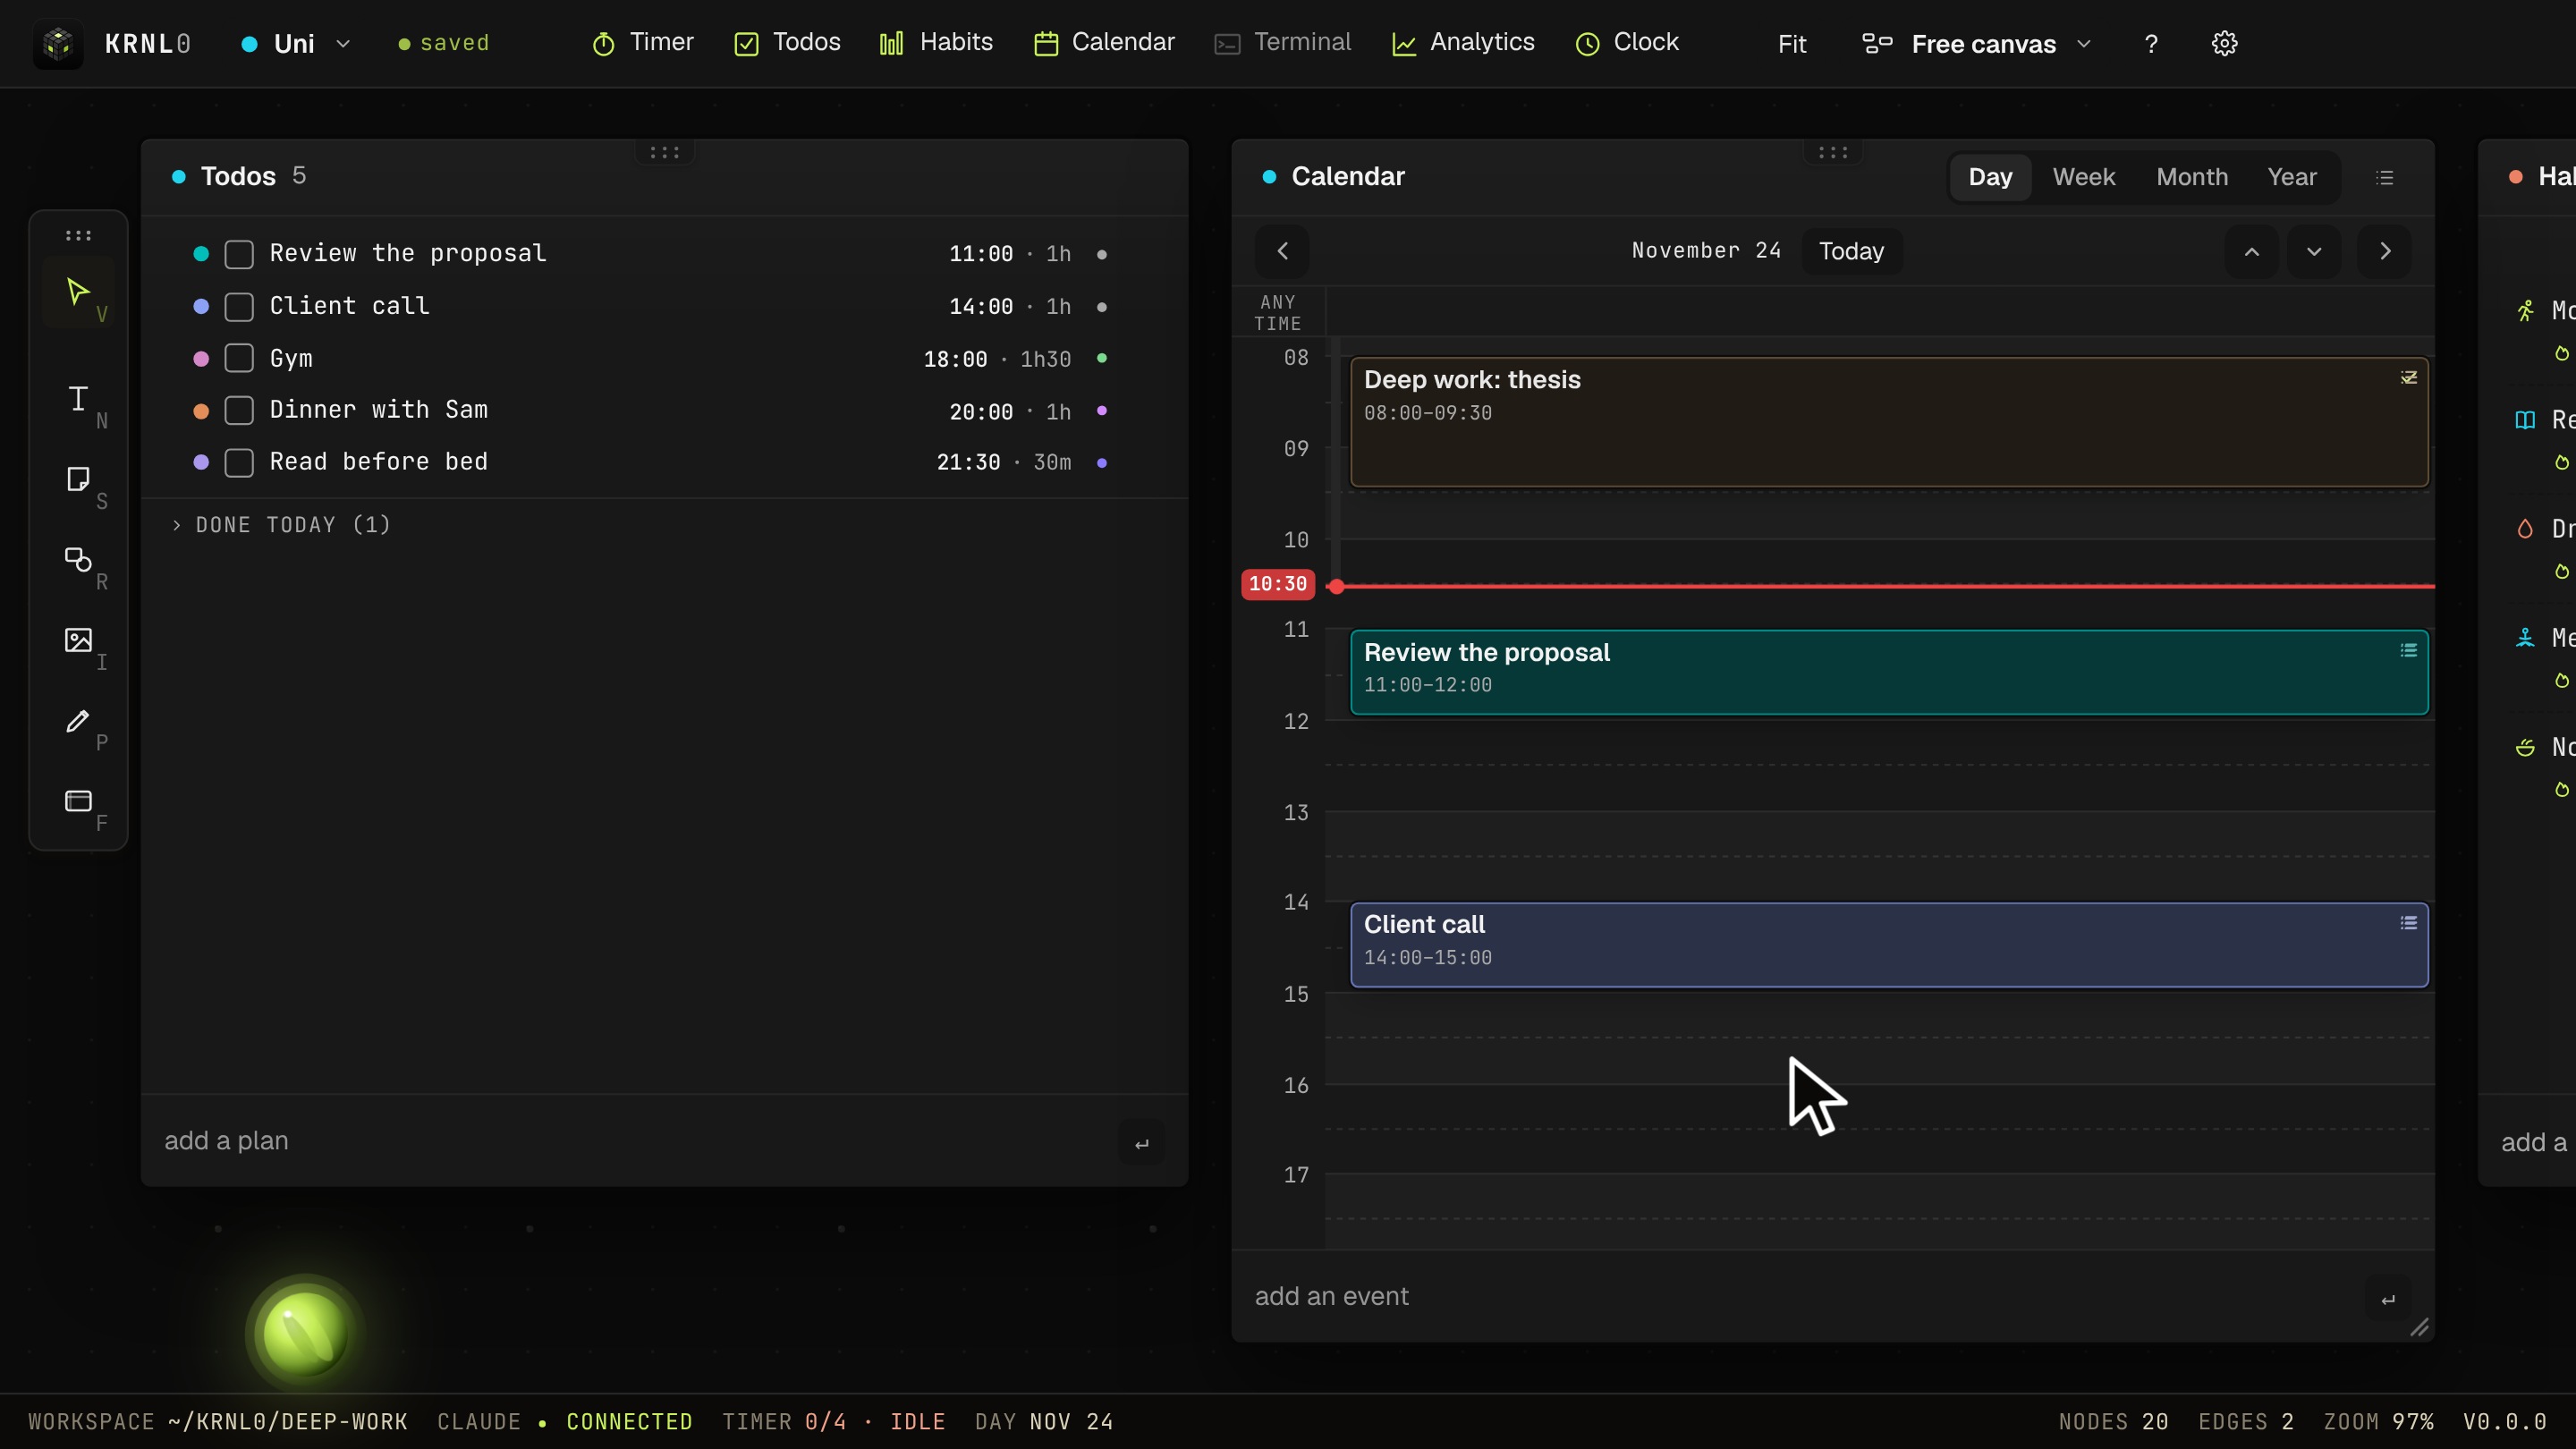 KRNL0
Uni
saved
Timer
Todos
Habits
Calendar
Terminal
Analytics
Clock
Fit
Free canvas
?
V
N
S
R
I
P
F
Todos 5
Review the proposal 11:00 · 1h
Client call 14:00 · 1h
Gym 18:00 · 1h30
Dinner with Sam 20:00 · 1h
Read before bed 21:30 · 30m
DONE TODAY (1)
add a plan
Calendar
Day Week Month Year
November 24 Today
ANY
TIME
08
Deep work: thesis
08:00–09:30
09
10
10:30
11
Review the proposal
11:00–12:00
12
13
14
Client call
14:00–15:00
15
16
17
add an event
add a
WORKSPACE ~/KRNL0/DEEP-WORK CLAUDE • CONNECTED TIMER 0/4 · IDLE DAY NOV 24
NODES 20 EDGES 2 ZOOM 97% V0.0.0